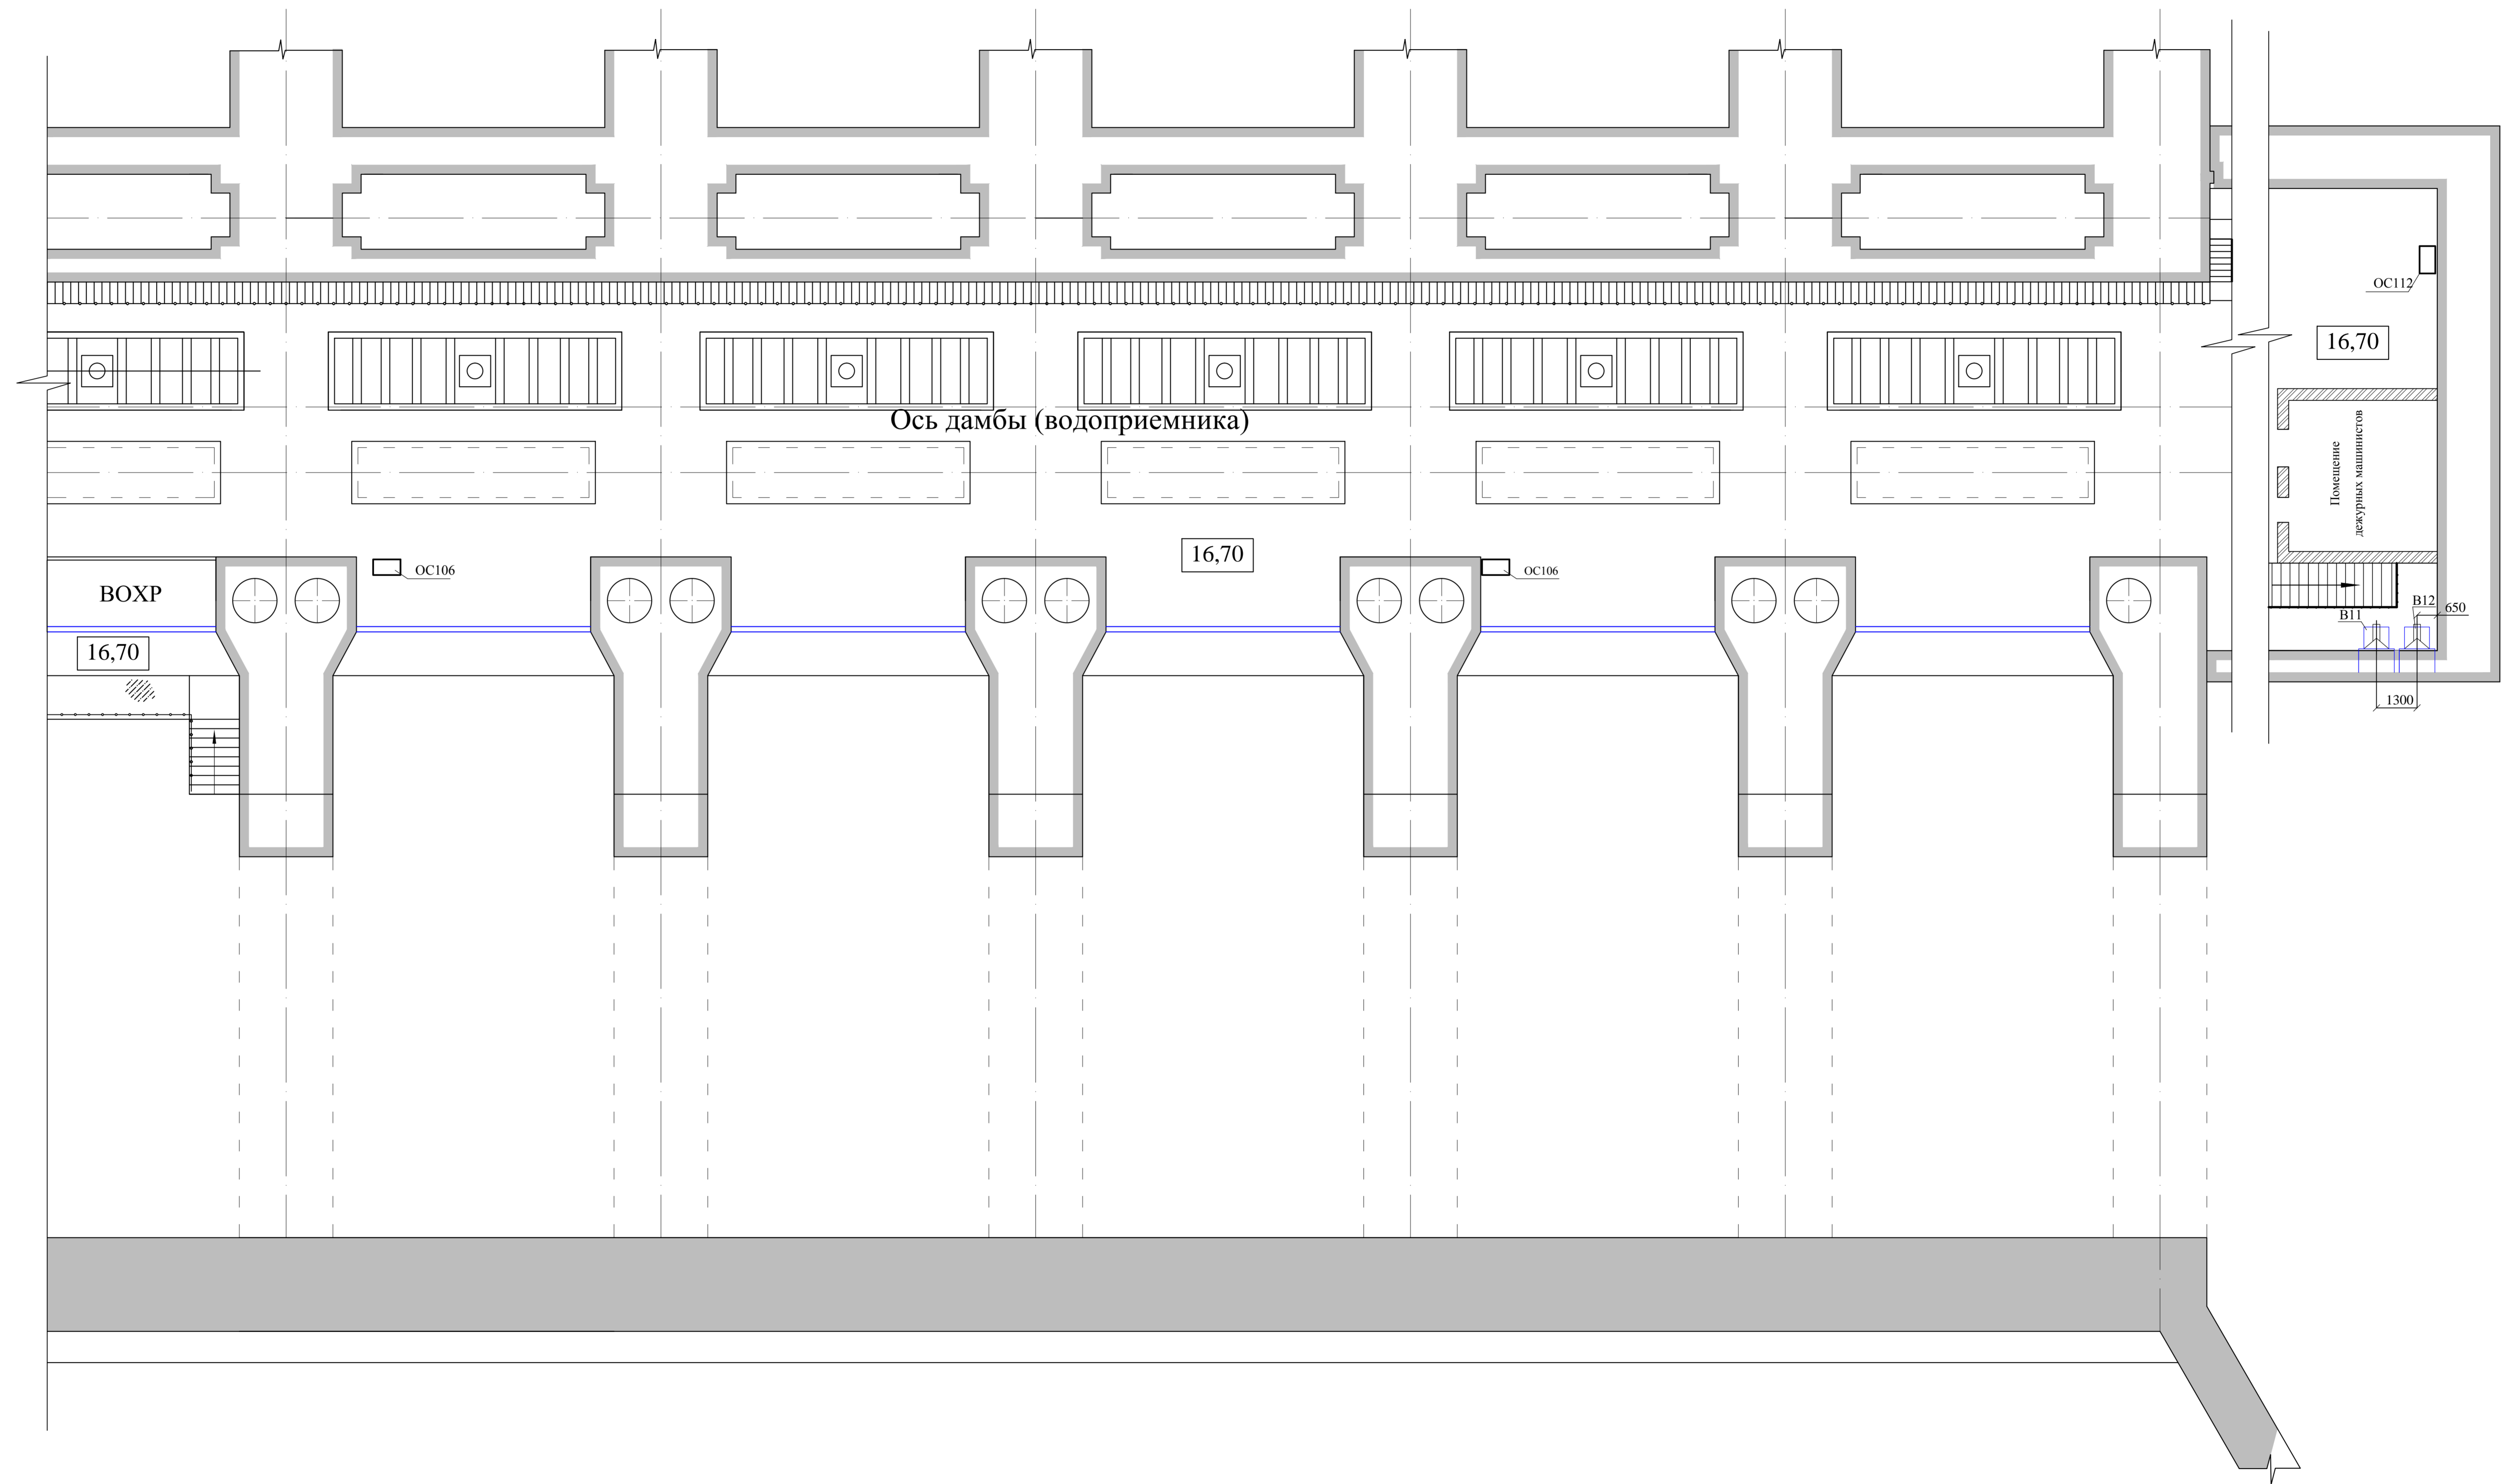 ОС112
16,70
Ось дамбы (водоприемника)
Помещение
дежурных машинистов
16,70
ОС106
ОС106
ВОХР
В12
650
В11
16,70
1300